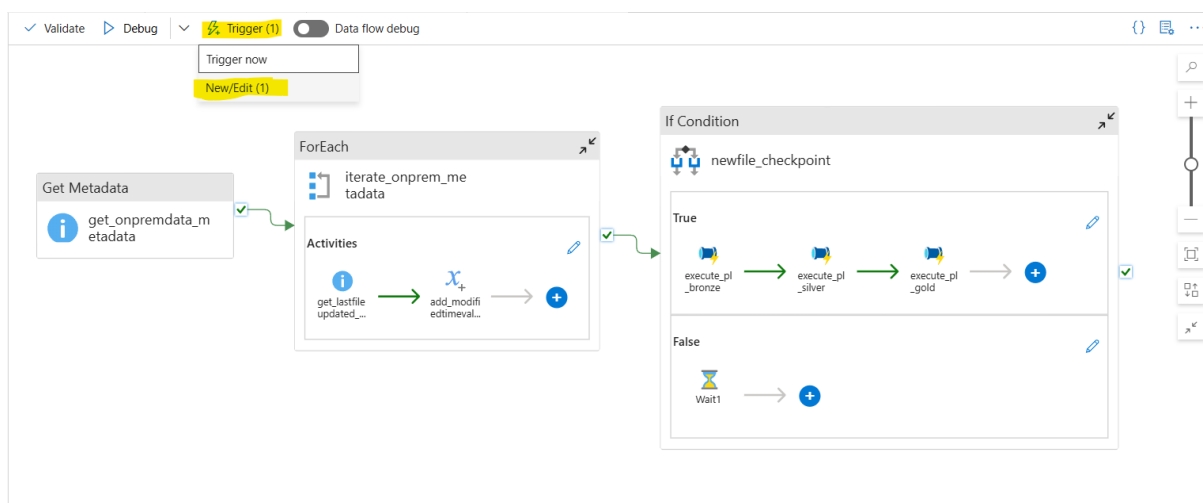 Validate
Debug
Trigger (1)
Data flow debug
{}
Trigger now
New/Edit (1)
Get Metadata
get_onpremdata_m
etadata
ForEach
iterate_onprem_me
tadata
Activities
get_lastfile
updated_...
add_modifi
edtimeval...
If Condition
newfile_checkpoint
True
execute_pl
_bronze
execute_pl
_silver
execute_pl
_gold
False
Wait1